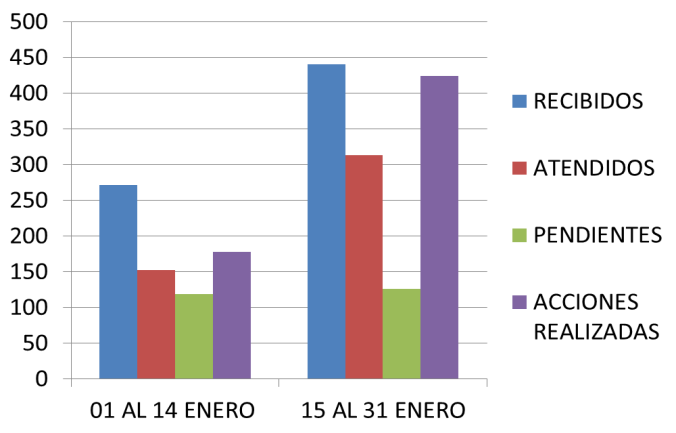 500
450
400
350
300
250
200
150
100
50
0
01 AL 14 ENERO
15 AL 31 ENERO
RECIBIDOS
ATENDIDOS
PENDIENTES
ACCIONES
REALIZADAS